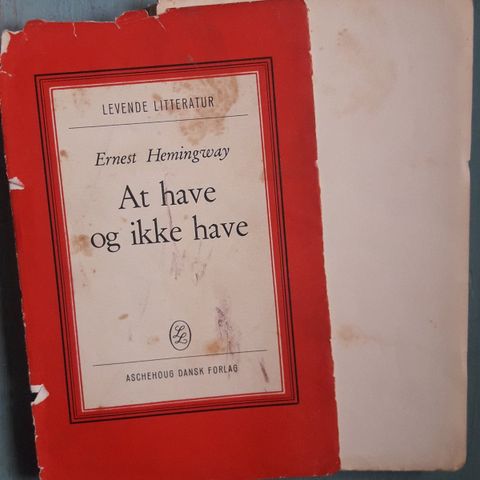 LEVENDE LITTERATUR
Ernest Hemingway
At have
og ikke have
LL
ASCHEHOUG DANSK FORLAG